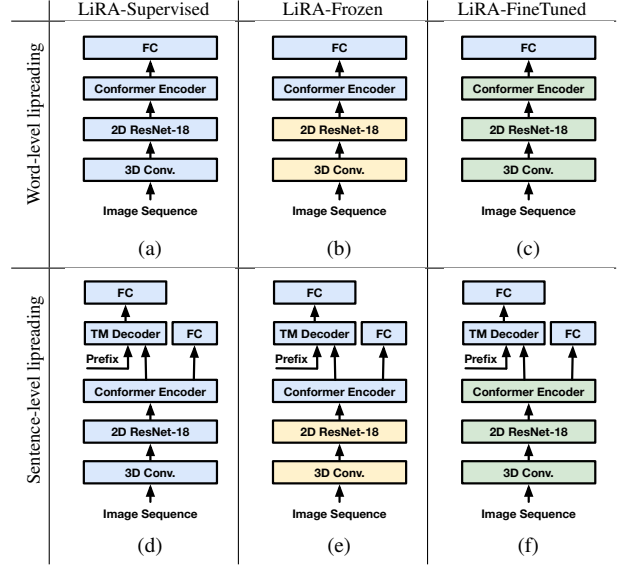 LiRA-Supervised LiRA-Frozen LiRA-FineTuned
Word-level lipreading
FC
Conformer Encoder
2D ResNet-18
3D Conv.
Image Sequence
(a)
FC
Conformer Encoder
2D ResNet-18
3D Conv.
Image Sequence
(b)
FC
Conformer Encoder
2D ResNet-18
3D Conv.
Image Sequence
(c)
Sentence-level lipreading
FC
TM Decoder FC
Prefix
Conformer Encoder
2D ResNet-18
3D Conv.
Image Sequence
(d)
FC
TM Decoder FC
Prefix
Conformer Encoder
2D ResNet-18
3D Conv.
Image Sequence
(e)
FC
TM Decoder FC
Prefix
Conformer Encoder
2D ResNet-18
3D Conv.
Image Sequence
(f)